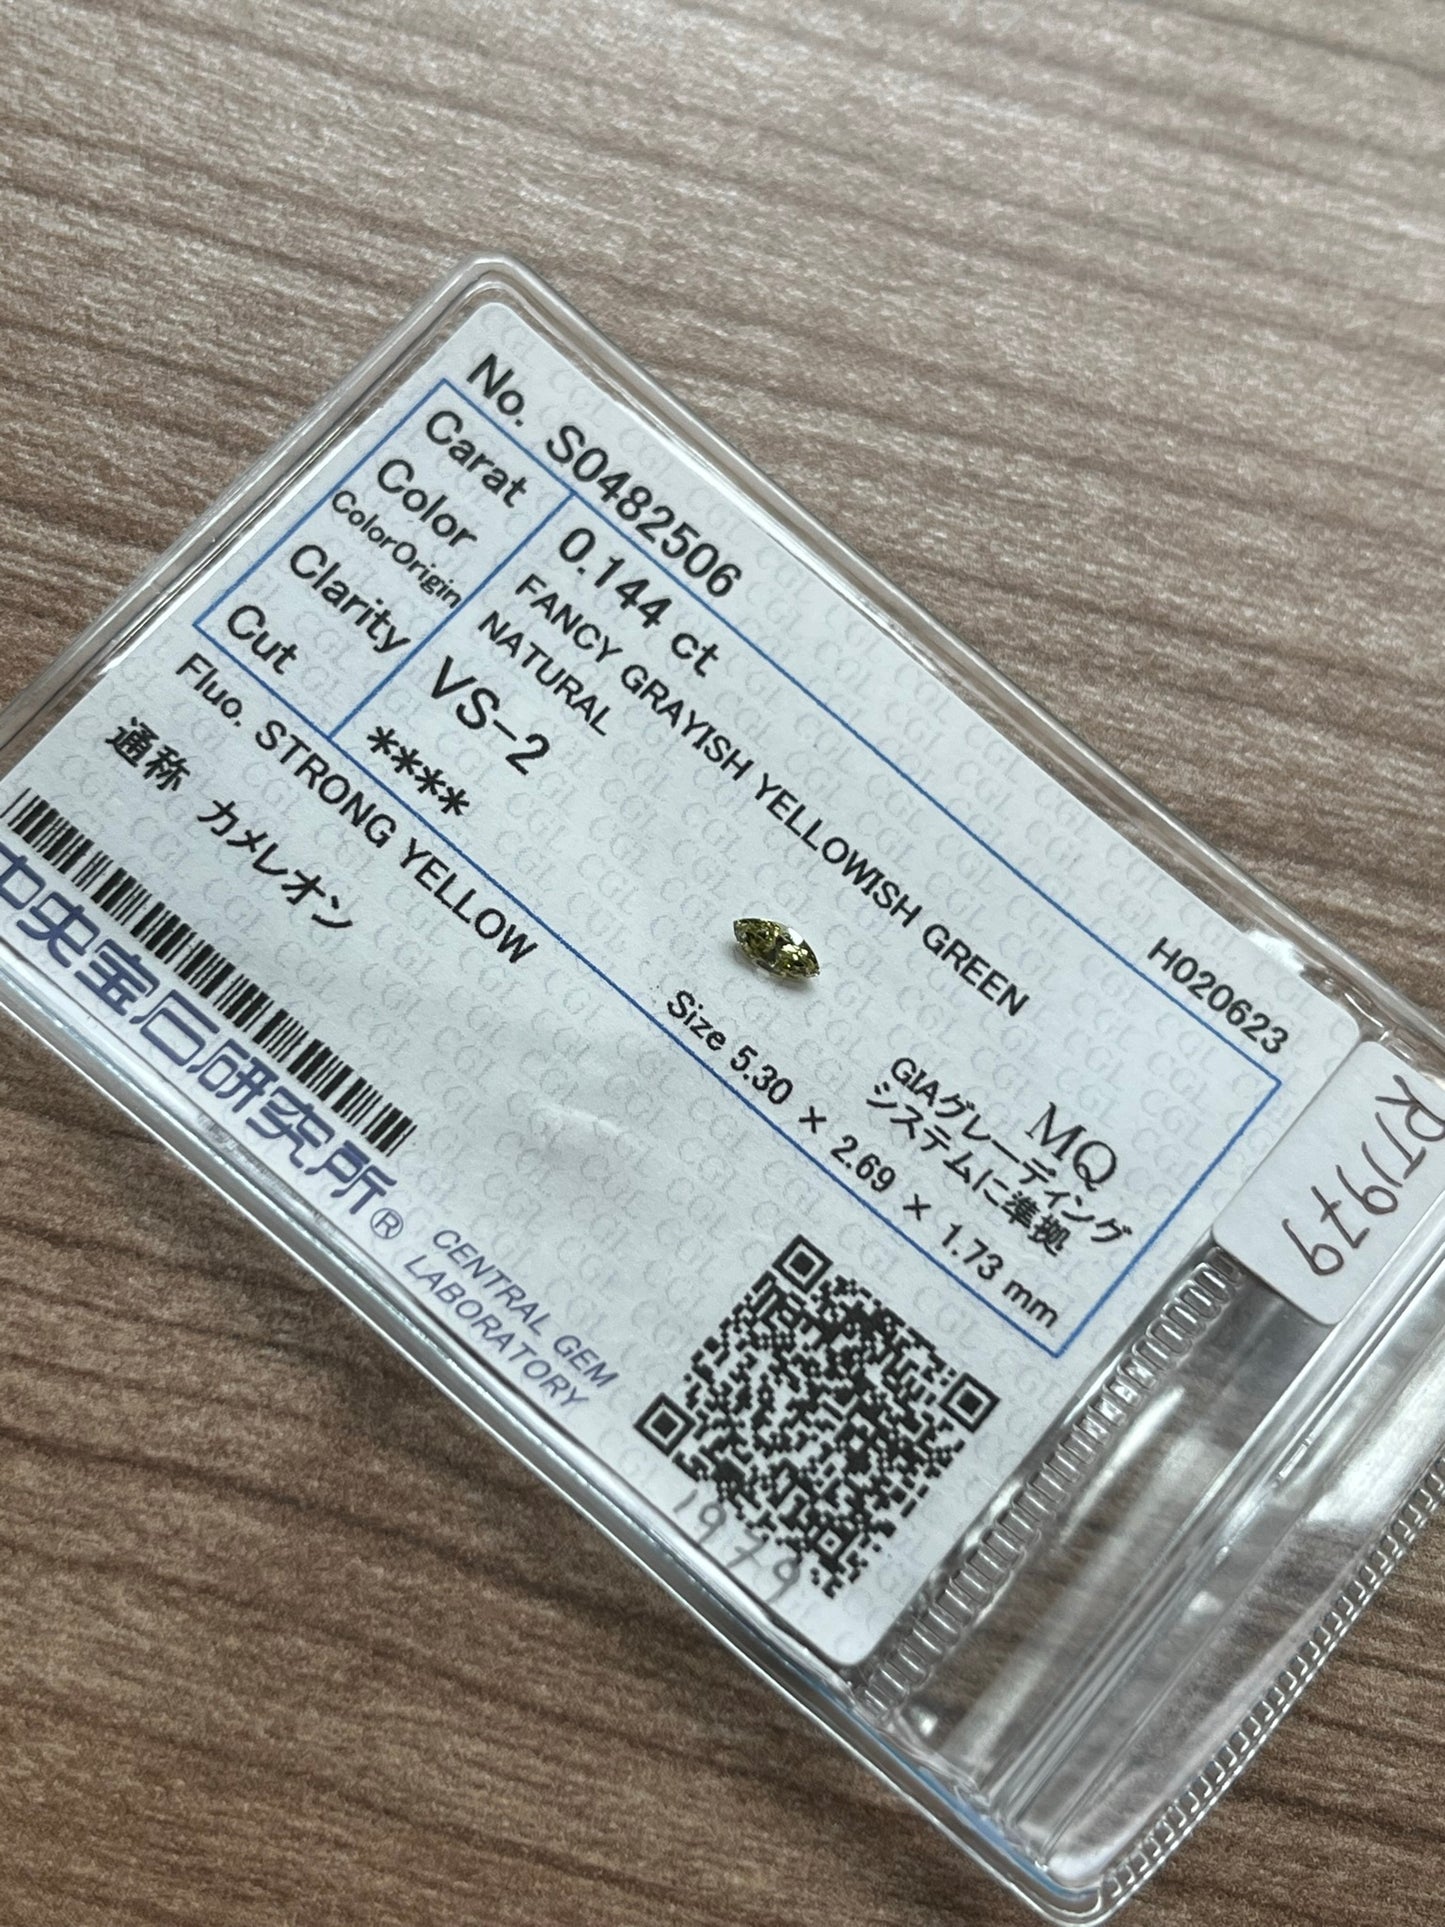 No. S0482506 H020623
Carat 0.144 ct
Color FANCY GRAYISH YELLOWISH GREEN
ColorOrigin NATURAL
Clarity VS-2 MQ
Cut **** GIAグレーディング
システムに準拠
Fluo. STRONG YELLOW Size 5.30 × 2.69 × 1.73 mm
通称 カメレオン
中央宝石研究所®
CENTRAL GEM
LABORATORY
1979
RT1979